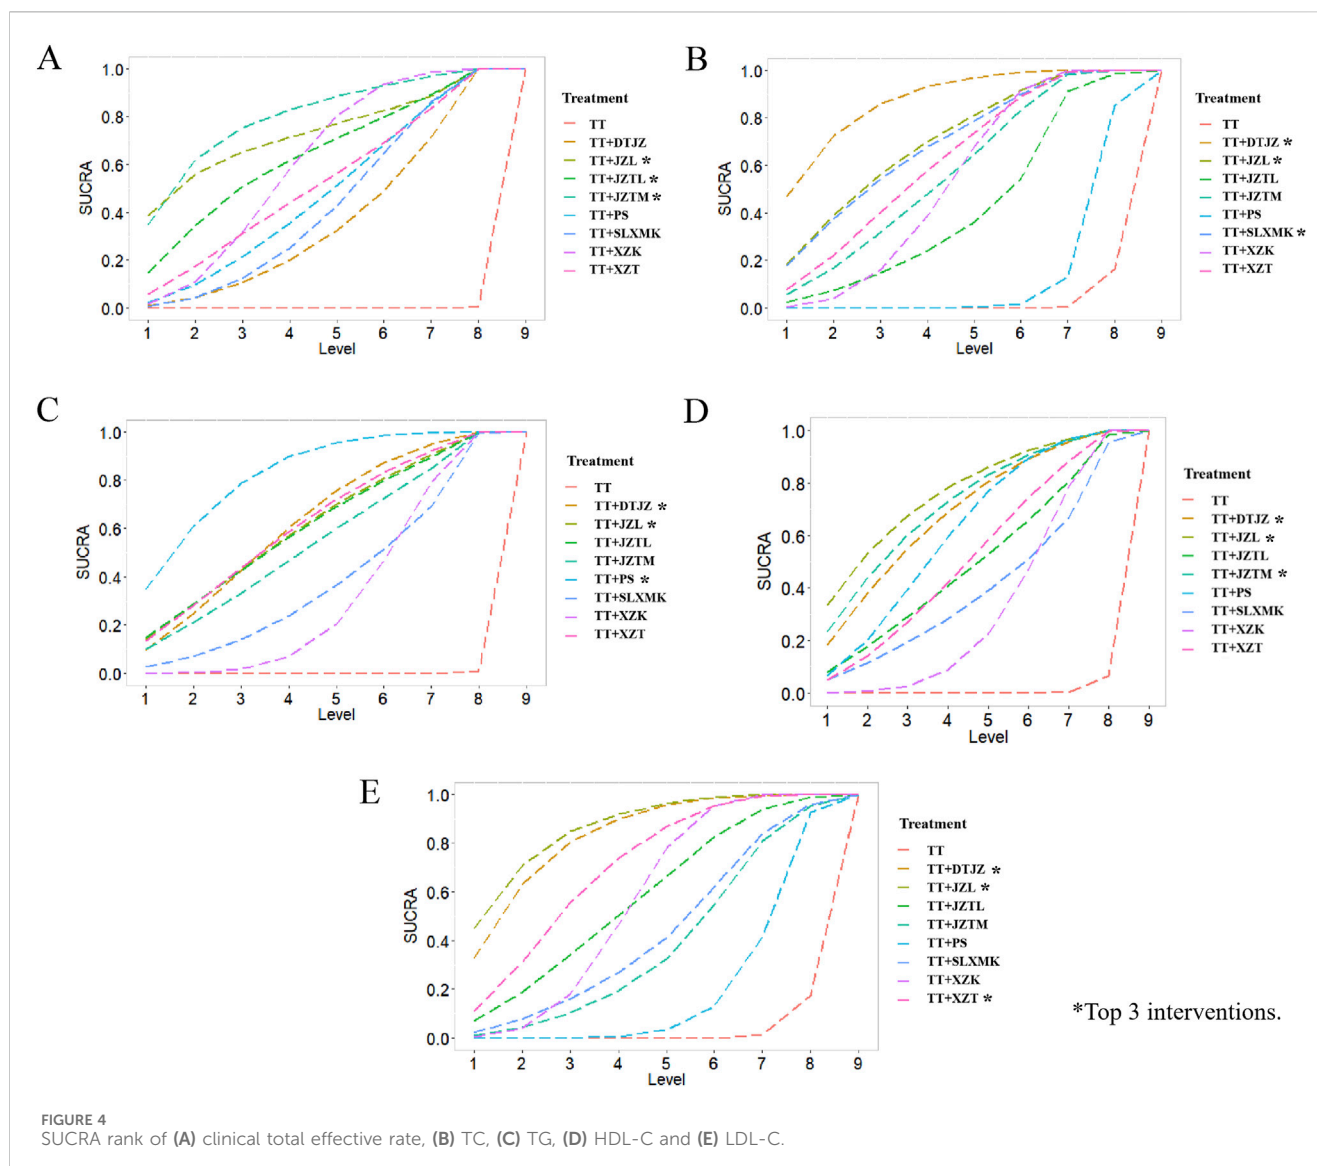 A
1.0
0.8
0.6
0.4
0.2
0.0
SUCRA
1 2 3 4 5 6 7 8 9
Level
Treatment
TT
TT+DTJZ
TT+JZL *
TT+JZTL *
TT+JZTM *
TT+PS
TT+SLXMK
TT+XZK
TT+XZT
B
1.0
0.8
0.6
0.4
0.2
0.0
SUCRA
1 2 3 4 5 6 7 8 9
Level
Treatment
TT
TT+DTJZ *
TT+JZL *
TT+JZTL
TT+JZTM
TT+PS
TT+SLXMK *
TT+XZK
TT+XZT
C
1.0
0.8
0.6
0.4
0.2
0.0
SUCRA
1 2 3 4 5 6 7 8 9
Level
Treatment
TT
TT+DTJZ *
TT+JZL *
TT+JZTL
TT+JZTM
TT+PS *
TT+SLXMK
TT+XZK
TT+XZT
D
1.0
0.8
0.6
0.4
0.2
0.0
SUCRA
1 2 3 4 5 6 7 8 9
Level
Treatment
TT
TT+DTJZ *
TT+JZL *
TT+JZTL
TT+JZTM *
TT+PS
TT+SLXMK
TT+XZK
TT+XZT
E
1.0
0.8
0.6
0.4
0.2
0.0
SUCRA
1 2 3 4 5 6 7 8 9
Level
Treatment
TT
TT+DTJZ *
TT+JZL *
TT+JZTL
TT+JZTM
TT+PS
TT+SLXMK
TT+XZK
TT+XZT *
*Top 3 interventions.
FIGURE 4
SUCRA rank of (A) clinical total effective rate, (B) TC, (C) TG, (D) HDL-C and (E) LDL-C.